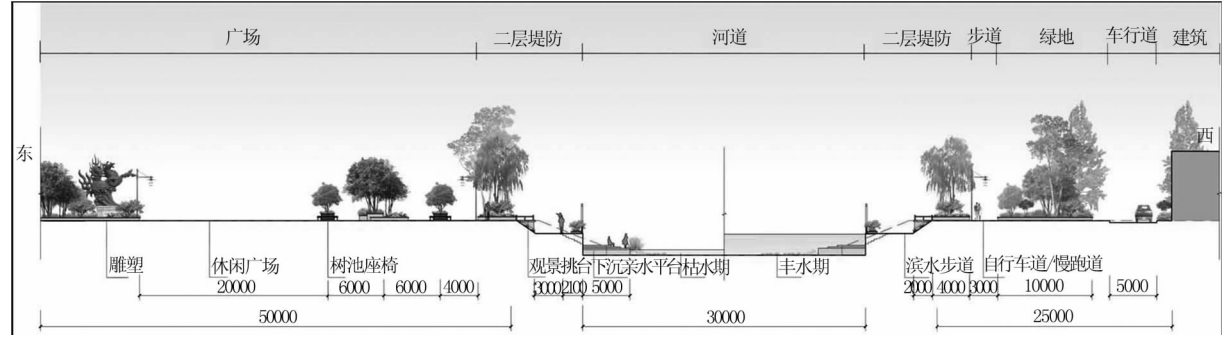 广场 二层堤防 河道 二层堤防 步道 绿地 车行道 建筑
东
西
雕塑 休闲广场 树池座椅 观景挑台 下沉亲水平台 枯水期 丰水期 滨水步道 自行车道/慢跑道
20000 6000 6000 4000 3000 2100 5000 2000 4000 3000 10000 5000
50000 30000 25000